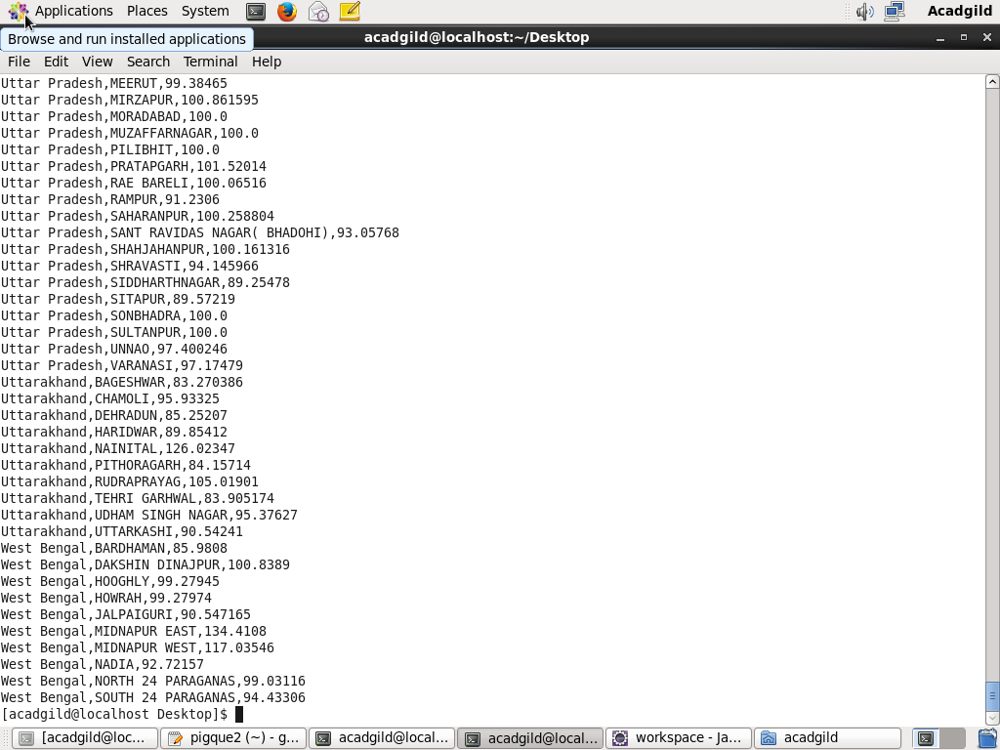 Applications Places System Acadgild
Browse and run installed applications
acadgild@localhost:~/Desktop
File Edit View Search Terminal Help
Uttar Pradesh,MEERUT,99.38465
Uttar Pradesh,MIRZAPUR,100.861595
Uttar Pradesh,MORADABAD,100.0
Uttar Pradesh,MUZAFFARNAGAR,100.0
Uttar Pradesh,PILIBHIT,100.0
Uttar Pradesh,PRATAPGARH,101.52014
Uttar Pradesh,RAE BARELI,100.06516
Uttar Pradesh,RAMPUR,91.2306
Uttar Pradesh,SAHARANPUR,100.258804
Uttar Pradesh,SANT RAVIDAS NAGAR( BHADOHI),93.05768
Uttar Pradesh,SHAHJAHANPUR,100.161316
Uttar Pradesh,SHRAVASTI,94.145966
Uttar Pradesh,SIDDHARTHNAGAR,89.25478
Uttar Pradesh,SITAPUR,89.57219
Uttar Pradesh,SONBHADRA,100.0
Uttar Pradesh,SULTANPUR,100.0
Uttar Pradesh,UNNAO,97.400246
Uttar Pradesh,VARANASI,97.17479
Uttarakhand,BAGESHWAR,83.270386
Uttarakhand,CHAMOLI,95.93325
Uttarakhand,DEHRADUN,85.25207
Uttarakhand,HARIDWAR,89.85412
Uttarakhand,NAINITAL,126.02347
Uttarakhand,PITHORAGARH,84.15714
Uttarakhand,RUDRAPRAYAG,105.01901
Uttarakhand,TEHRI GARHWAL,83.905174
Uttarakhand,UDHAM SINGH NAGAR,95.37627
Uttarakhand,UTTARKASHI,90.54241
West Bengal,BARDHAMAN,85.9808
West Bengal,DAKSHIN DINAJPUR,100.8389
West Bengal,HOOGHLY,99.27945
West Bengal,HOWRAH,99.27974
West Bengal,JALPAIGURI,90.547165
West Bengal,MIDNAPUR EAST,134.4108
West Bengal,MIDNAPUR WEST,117.03546
West Bengal,NADIA,92.72157
West Bengal,NORTH 24 PARAGANAS,99.03116
West Bengal,SOUTH 24 PARAGANAS,94.43306
[acadgild@localhost Desktop]$
[acadgild@loc... pigque2 (~) - g... acadgild@local... acadgild@local... workspace - Ja... acadgild